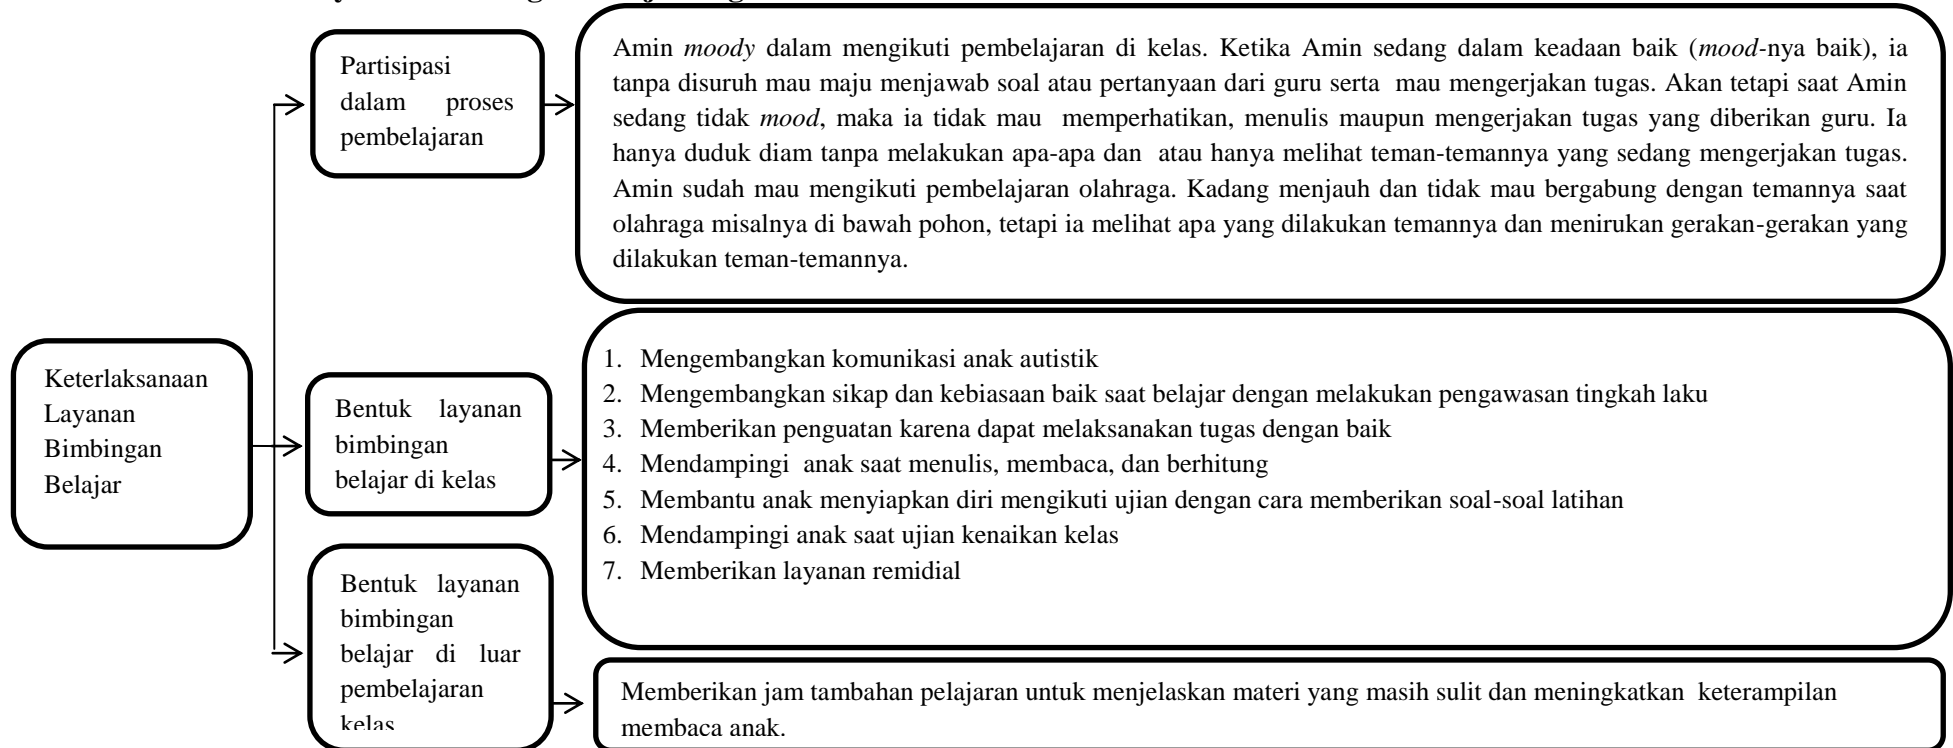 Partisipasi
dalam proses
pembelajaran
Amin moody dalam mengikuti pembelajaran di kelas. Ketika Amin sedang dalam keadaan baik (mood-nya baik), ia
tanpa disuruh mau maju menjawab soal atau pertanyaan dari guru serta mau mengerjakan tugas. Akan tetapi saat Amin
sedang tidak mood, maka ia tidak mau memperhatikan, menulis maupun mengerjakan tugas yang diberikan guru. Ia
hanya duduk diam tanpa melakukan apa-apa dan atau hanya melihat teman-temannya yang sedang mengerjakan tugas.
Amin sudah mau mengikuti pembelajaran olahraga. Kadang menjauh dan tidak mau bergabung dengan temannya saat
olahraga misalnya di bawah pohon, tetapi ia melihat apa yang dilakukan temannya dan menirukan gerakan-gerakan yang
dilakukan teman-temannya.
Keterlaksanaan
Layanan
Bimbingan
Belajar
Bentuk layanan
bimbingan
belajar di kelas
1. Mengembangkan komunikasi anak autistik
2. Mengembangkan sikap dan kebiasaan baik saat belajar dengan melakukan pengawasan tingkah laku
3. Memberikan penguatan karena dapat melaksanakan tugas dengan baik
4. Mendampingi anak saat menulis, membaca, dan berhitung
5. Membantu anak menyiapkan diri mengikuti ujian dengan cara memberikan soal-soal latihan
6. Mendampingi anak saat ujian kenaikan kelas
7. Memberikan layanan remidial
Bentuk layanan
bimbingan
belajar di luar
pembelajaran
kelas
Memberikan jam tambahan pelajaran untuk menjelaskan materi yang masih sulit dan meningkatkan keterampilan
membaca anak.